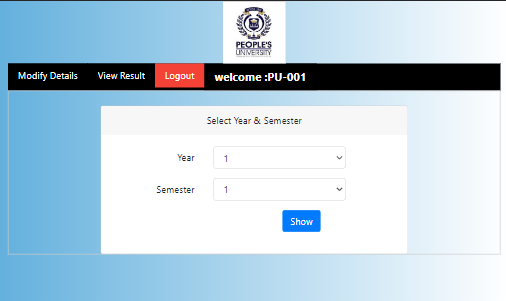 PEOPLE'S
UNIVERSITY
Modify Details View Result Logout welcome :PU-001
Select Year & Semester
Year 1
Semester 1
Show